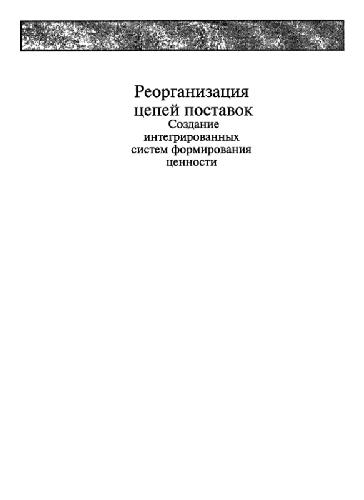 Реорганизация
цепей поставок
Создание
интегрированных
систем формирования
ценности